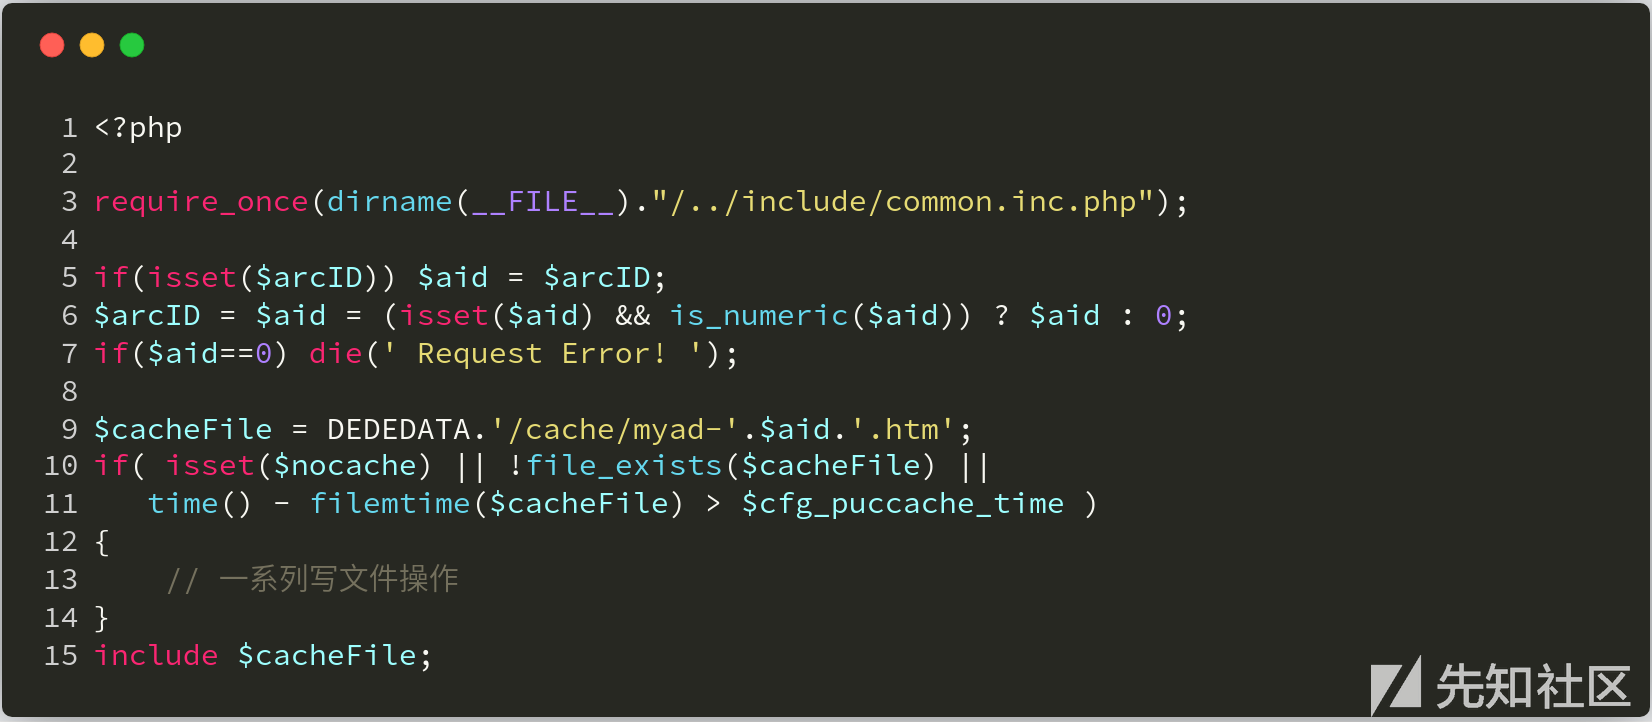 1 <?php
2
3 require_once(dirname(__FILE__)."/../include/common.inc.php");
4
5 if(isset($arcID)) $aid = $arcID;
6 $arcID = $aid = (isset($aid) && is_numeric($aid)) ? $aid : 0;
7 if($aid==0) die(' Request Error! ');
8
9 $cacheFile = DEDEDATA.'/cache/myad-'.$aid.'.htm';
10 if( isset($nocache) || !file_exists($cacheFile) ||
11    time() - filemtime($cacheFile) > $cfg_puccache_time )
12 {
13     // 一系列写文件操作
14 }
15 include $cacheFile;
先知社区